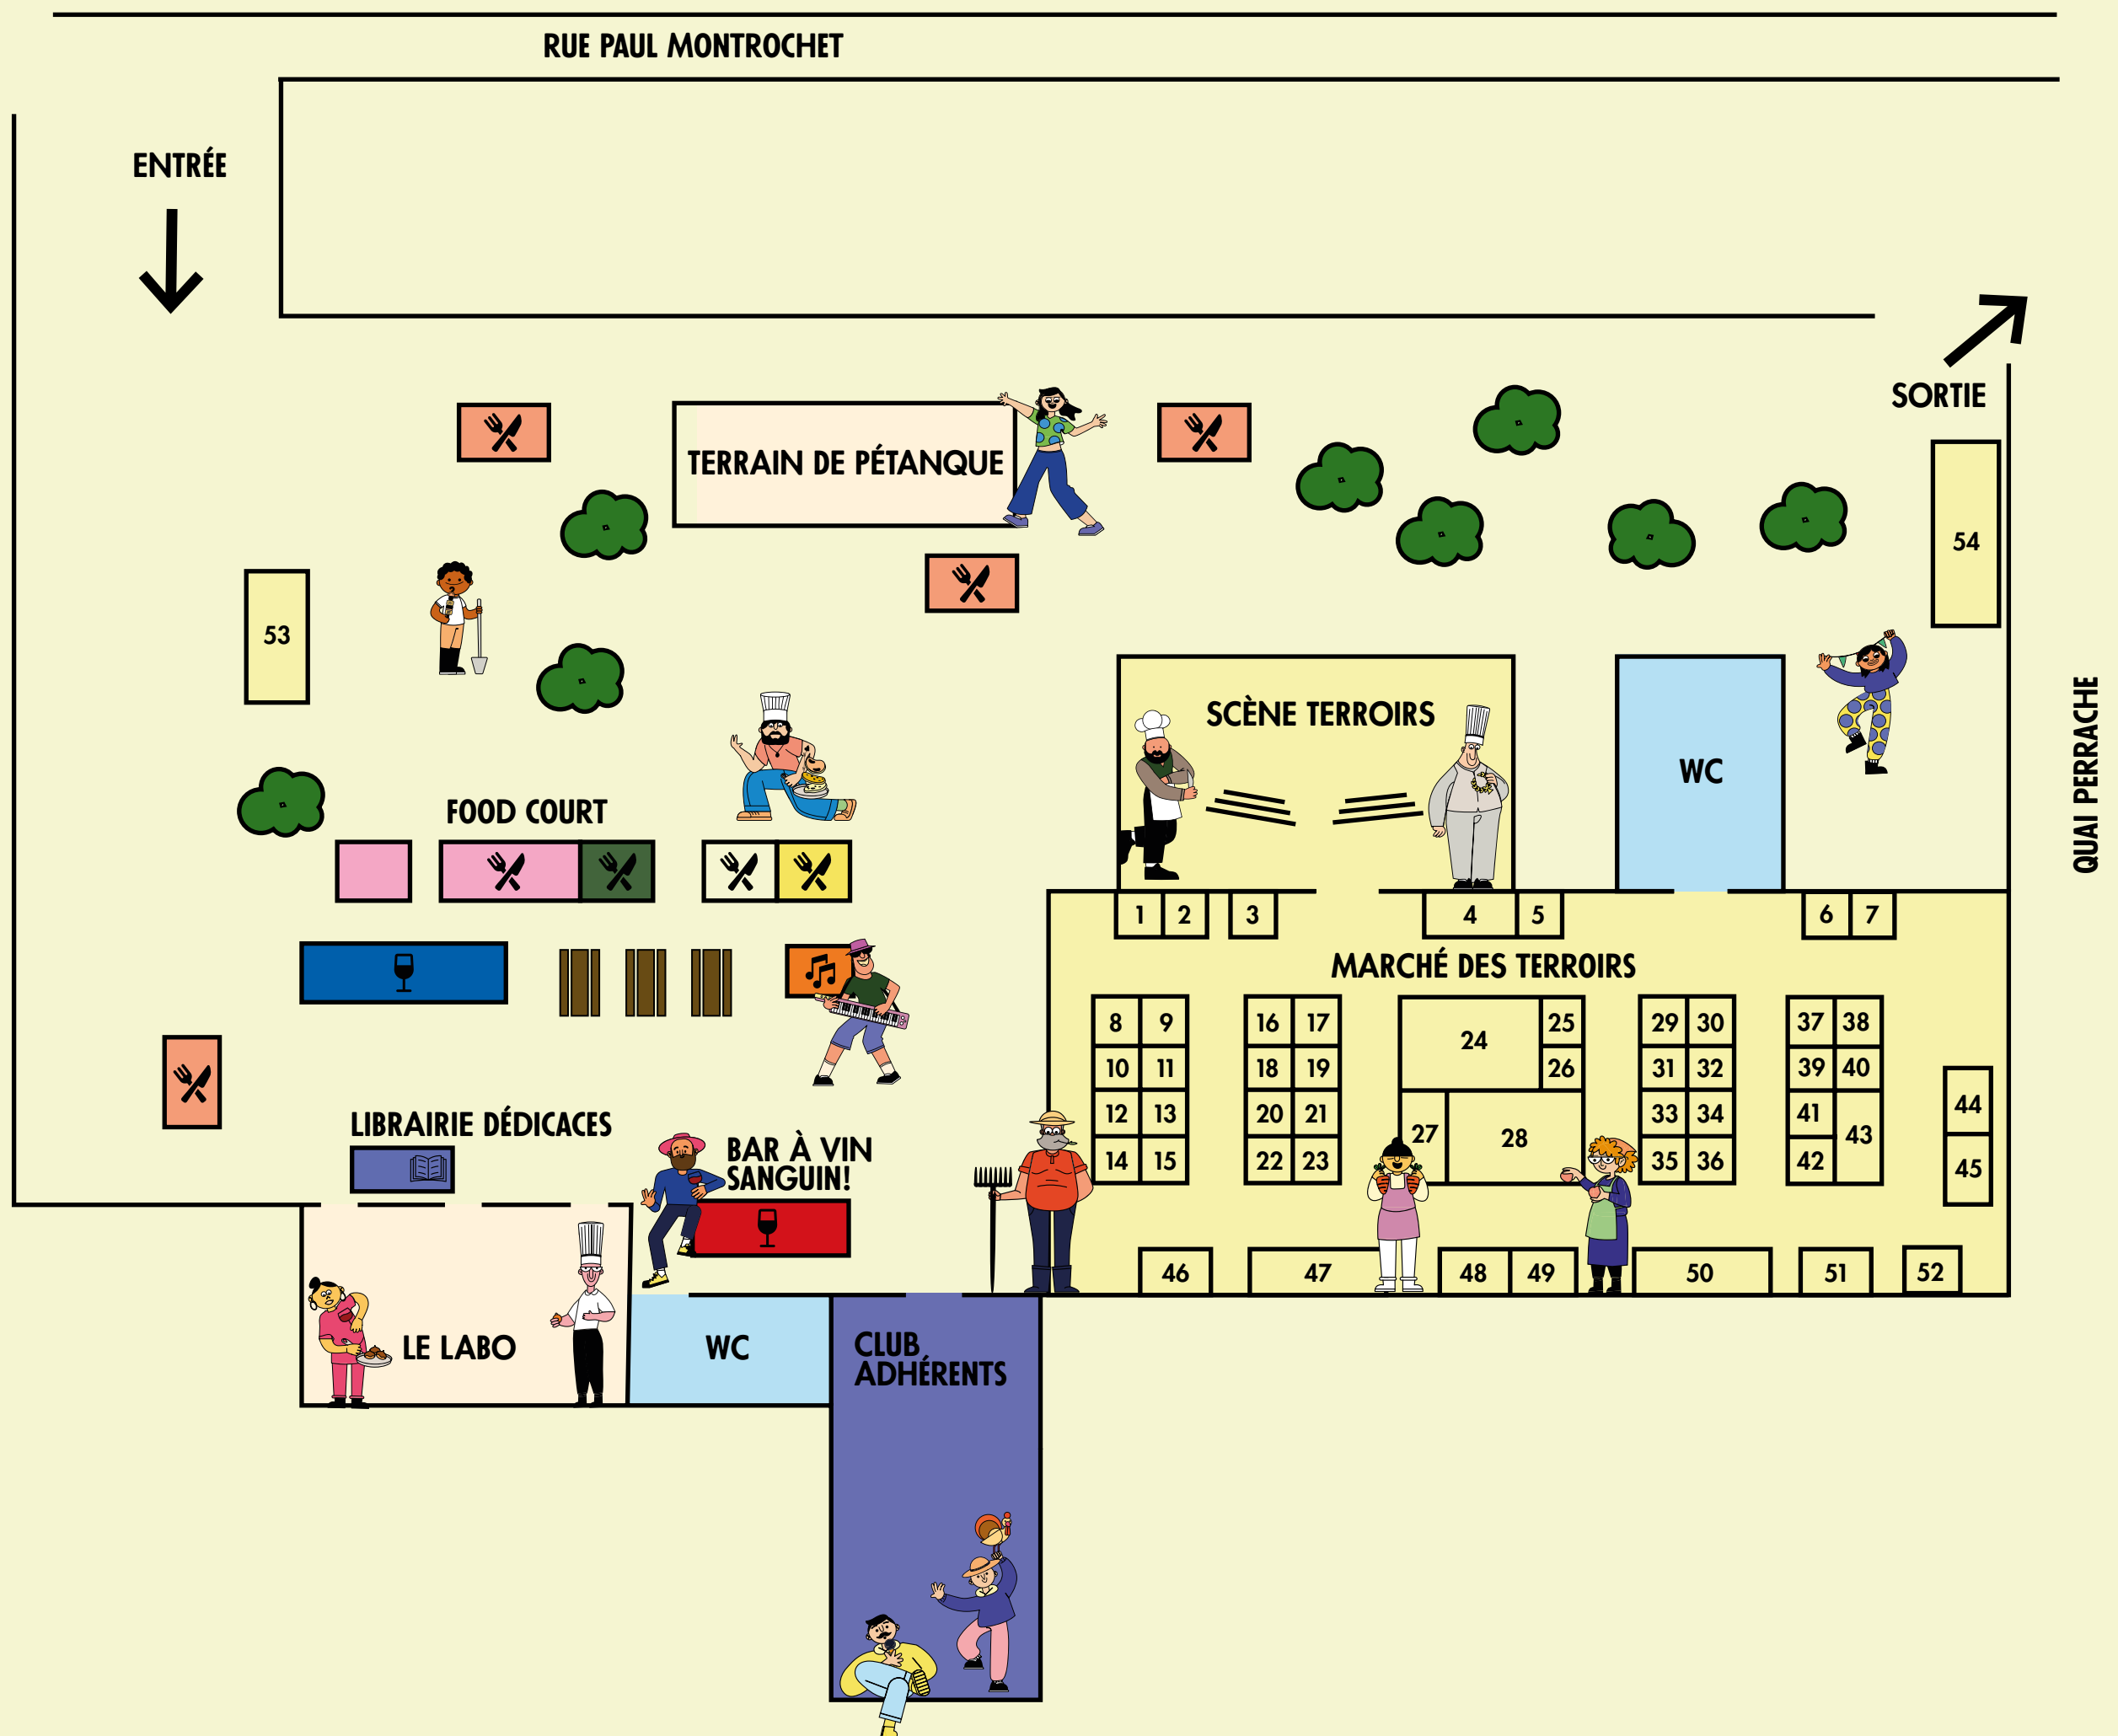 RUE PAUL MONTROCHET
ENTRÉE
SORTIE
TERRAIN DE PÉTANQUE
54
53
QUAI PERRACHE
SCÈNE TERROIRS
WC
FOOD COURT
1 2 3 4 5 6 7
MARCHÉ DES TERROIRS
8 9 16 17 24 25 29 30 37 38
10 11 18 19 26 31 32 39 40
12 13 20 21 27 28 33 34 41 43 44
14 15 22 23 35 36 42 45
LIBRAIRIE DÉDICACES
BAR À VIN
SANGUIN!
46 47 48 49 50 51 52
LE LABO
WC
CLUB
ADHÉRENTS